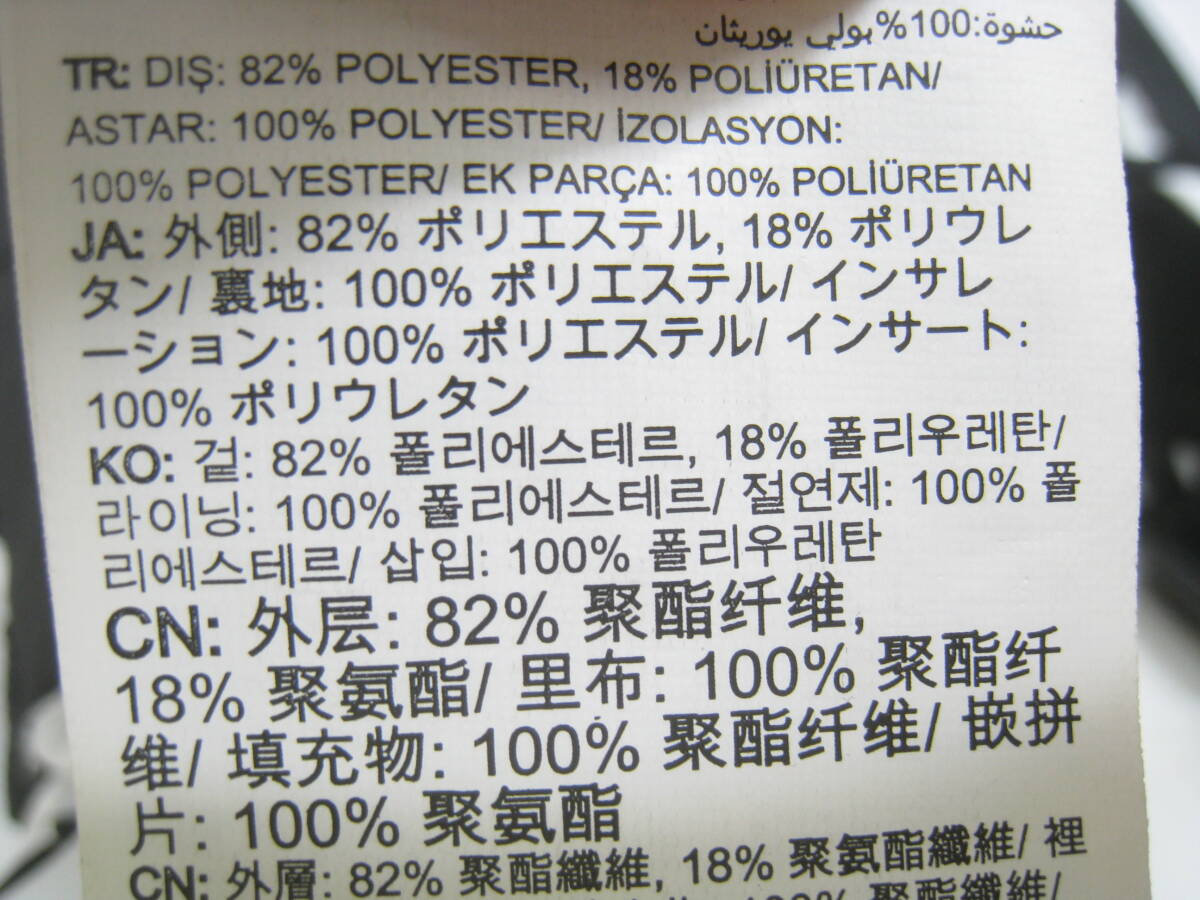 حشوة:100%بولي يوريثان
TR: DIŞ: 82% POLYESTER, 18% POLİÜRETAN/
ASTAR: 100% POLYESTER/ İZOLASYON:
100% POLYESTER/ EK PARÇA: 100% POLİÜRETAN
JA: 外側: 82% ポリエステル, 18% ポリウレ
タン/ 裏地: 100% ポリエステル/ インサレ
ーション: 100% ポリエステル/ インサート:
100% ポリウレタン
KO: 겉: 82% 폴리에스테르, 18% 폴리우레탄/
라이닝: 100% 폴리에스테르/ 절연제: 100% 폴
리에스테르/ 삽입: 100% 폴리우레탄
CN: 外层: 82% 聚酯纤维,
18% 聚氨酯/ 里布: 100% 聚酯纤
维/ 填充物: 100% 聚酯纤维/ 嵌拼
片: 100% 聚氨酯
CN: 外層: 82% 聚酯纖維, 18% 聚氨酯纖維/ 裡
100% 聚酯纖維/